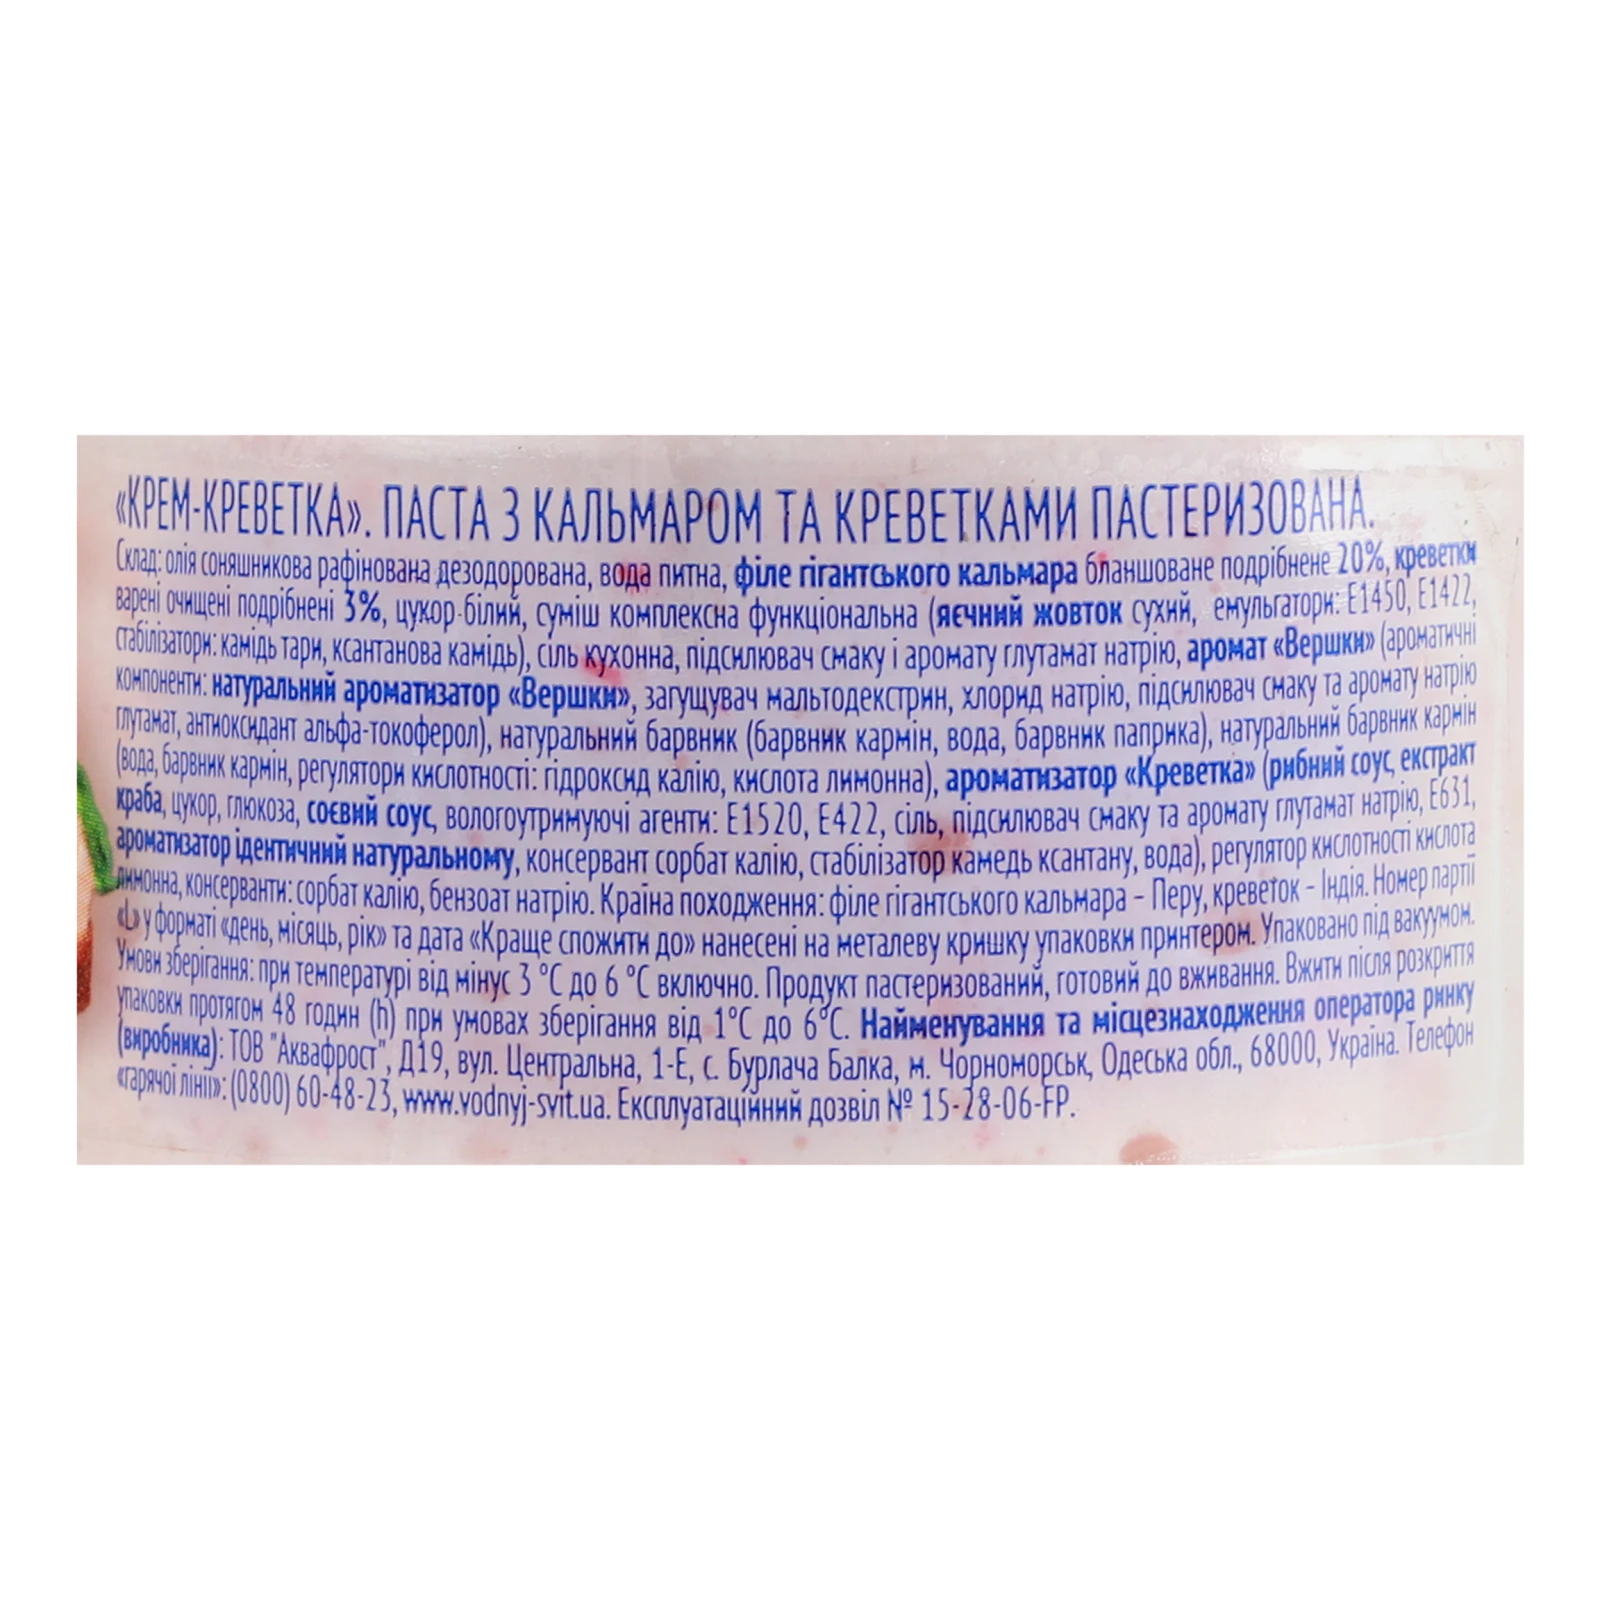 «КРЕМ-КРЕВЕТКА». ПАСТА З КАЛЬМАРОМ ТА КРЕВЕТКАМИ ПАСТЕРИЗОВАНА.
Склад: олія соняшникова рафінована дезодорована, вода питна, філе гігантського кальмара бланшоване подрібнене 20%, креветки
варені очищені подрібнені 3%, цукор-білий, суміш комплексна функціональна (яєчний жовток сухий, емульгатори: Е1450, Е1422,
стабілізатори: камідь тари, ксантанова камідь), сіль кухонна, підсилювач смаку і аромату глутамат натрію, аромат «Вершки» (ароматичні
компоненти: натуральний ароматизатор «Вершки», загущувач мальтодекстрин, хлорид натрію, підсилювач смаку та аромату натрію
глутамат, антиоксидант альфа-токоферол), натуральний барвник (барвник кармін, вода, барвник паприка), натуральний барвник кармін
(вода, барвник кармін, регулятори кислотності: гідроксид калію, кислота лимонна), ароматизатор «Креветка» (рибний соус, екстракт
краба, цукор, глюкоза, соєвий соус, вологоутримуючі агенти: Е1520, Е422, сіль, підсилювач смаку та аромату глутамат натрію, Е631,
ароматизатор ідентичний натуральному, консервант сорбат калію, стабілізатор камедь ксантану, вода), регулятор кислотності кислота
лимонна, консерванти: сорбат калію, бензоат натрію. Країна походження: філе гігантського кальмара – Перу, креветок – Індія. Номер партії
«L» у форматі «день, місяць, рік» та дата «Краще спожити до» нанесені на металеву кришку упаковки принтером. Упаковано під вакуумом.
Умови зберігання: при температурі від мінус 3 °С до 6 °С включно. Продукт пастеризований, готовий до вживання. Вжити після розкриття
упаковки протягом 48 годин (h) при умовах зберігання від 1°С до 6°С. Найменування та місцезнаходження оператора ринку
(виробника): ТОВ "Аквафрост", Д19, вул. Центральна, 1-Е, с. Бурлача Балка, м. Чорноморськ, Одеська обл., 68000, Україна. Телефон
«гарячої лінії»: (0800) 60-48-23, www.vodnyj-svit.ua. Експлуатаційний дозвіл № 15-28-06-FP.